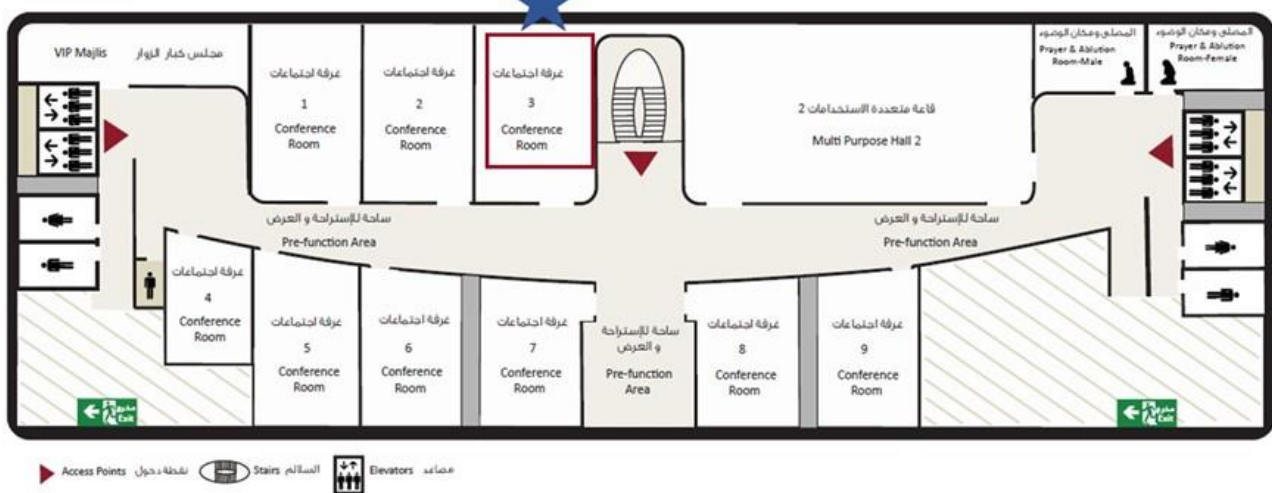 VIP Majlis مجلس كبار الزوار
غرفة اجتماعات
1
Conference
Room
غرفة اجتماعات
2
Conference
Room
غرفة اجتماعات
3
Conference
Room
قاعة متعددة الاستخدامات 2
Multi Purpose Hall 2
المصلى ومكان الوضوء
Prayer & Ablution
Room-Male
المصلى ومكان الوضوء
Prayer & Ablution
Room-Female
ساحة للإستراحة و العرض
Pre-function Area
ساحة للإستراحة و العرض
Pre-function Area
غرفة اجتماعات
4
Conference
Room
غرفة اجتماعات
5
Conference
Room
غرفة اجتماعات
6
Conference
Room
غرفة اجتماعات
7
Conference
Room
ساحة للإستراحة
و العرض
Pre-function
Area
غرفة اجتماعات
8
Conference
Room
غرفة اجتماعات
9
Conference
Room
مخرج
Exit
مخرج
Exit
Access Points نقطة دخول Stairs السلالم Elevators مصاعد